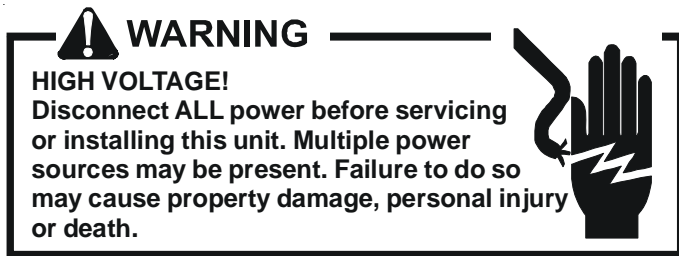 WARNING
HIGH VOLTAGE!
Disconnect ALL power before servicing
or installing this unit. Multiple power
sources may be present. Failure to do so
may cause property damage, personal injury
or death.